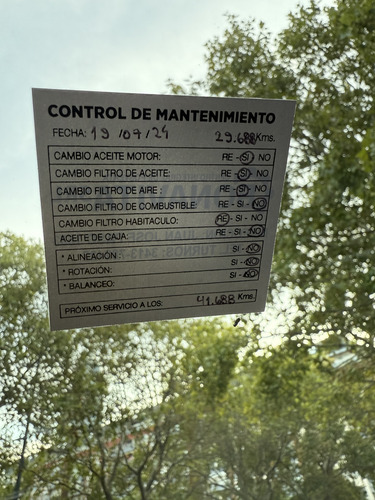 CONTROL DE MANTENIMIENTO
FECHA: 19/07/24 29.688 Kms.
CAMBIO ACEITE MOTOR: RE - SI - NO
CAMBIO FILTRO DE ACEITE: RE - SI - NO
CAMBIO FILTRO DE AIRE: RE - SI - NO
CAMBIO FILTRO DE COMBUSTIBLE: RE - SI - NO
CAMBIO FILTRO HABITACULO: RE - SI - NO
ACEITE DE CAJA: RE - SI - NO
* ALINEACIÓN: SI - NO
* ROTACIÓN: SI - NO
* BALANCEO: SI - NO
PRÓXIMO SERVICIO A LOS: 41.688 Kms.